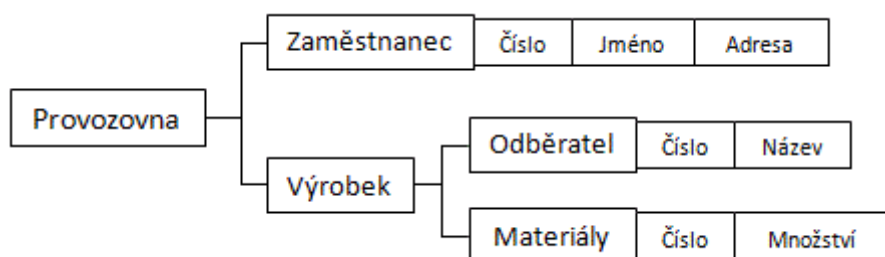 Zaměstnanec Číslo Jméno Adresa
Provozovna
Odběratel Číslo Název
Výrobek
Materiály Číslo Množství